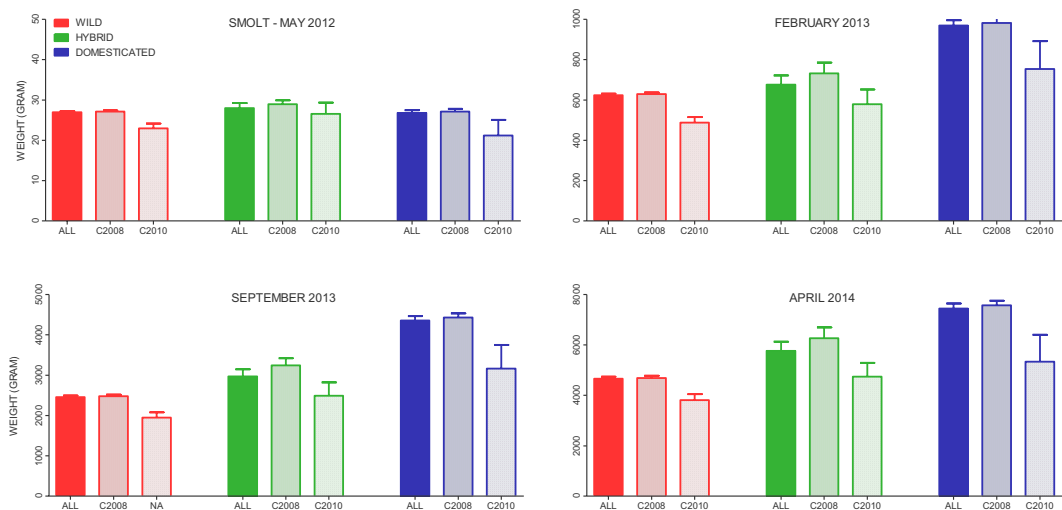 SMOLT - MAY 2012
WILD
HYBRID
DOMESTICATED
WEIGHT (GRAM)
50
40
30
20
10
0
ALL C2008 C2010 ALL C2008 C2010 ALL C2008 C2010
FEBRUARY 2013
1000
800
600
400
200
0
ALL C2008 C2010 ALL C2008 C2010 ALL C2008 C2010
SEPTEMBER 2013
WEIGHT (GRAM)
5000
4000
3000
2000
1000
0
ALL C2008 NA ALL C2008 C2010 ALL C2008 C2010
APRIL 2014
8000
6000
4000
2000
0
ALL C2008 C2010 ALL C2008 C2010 ALL C2008 C2010